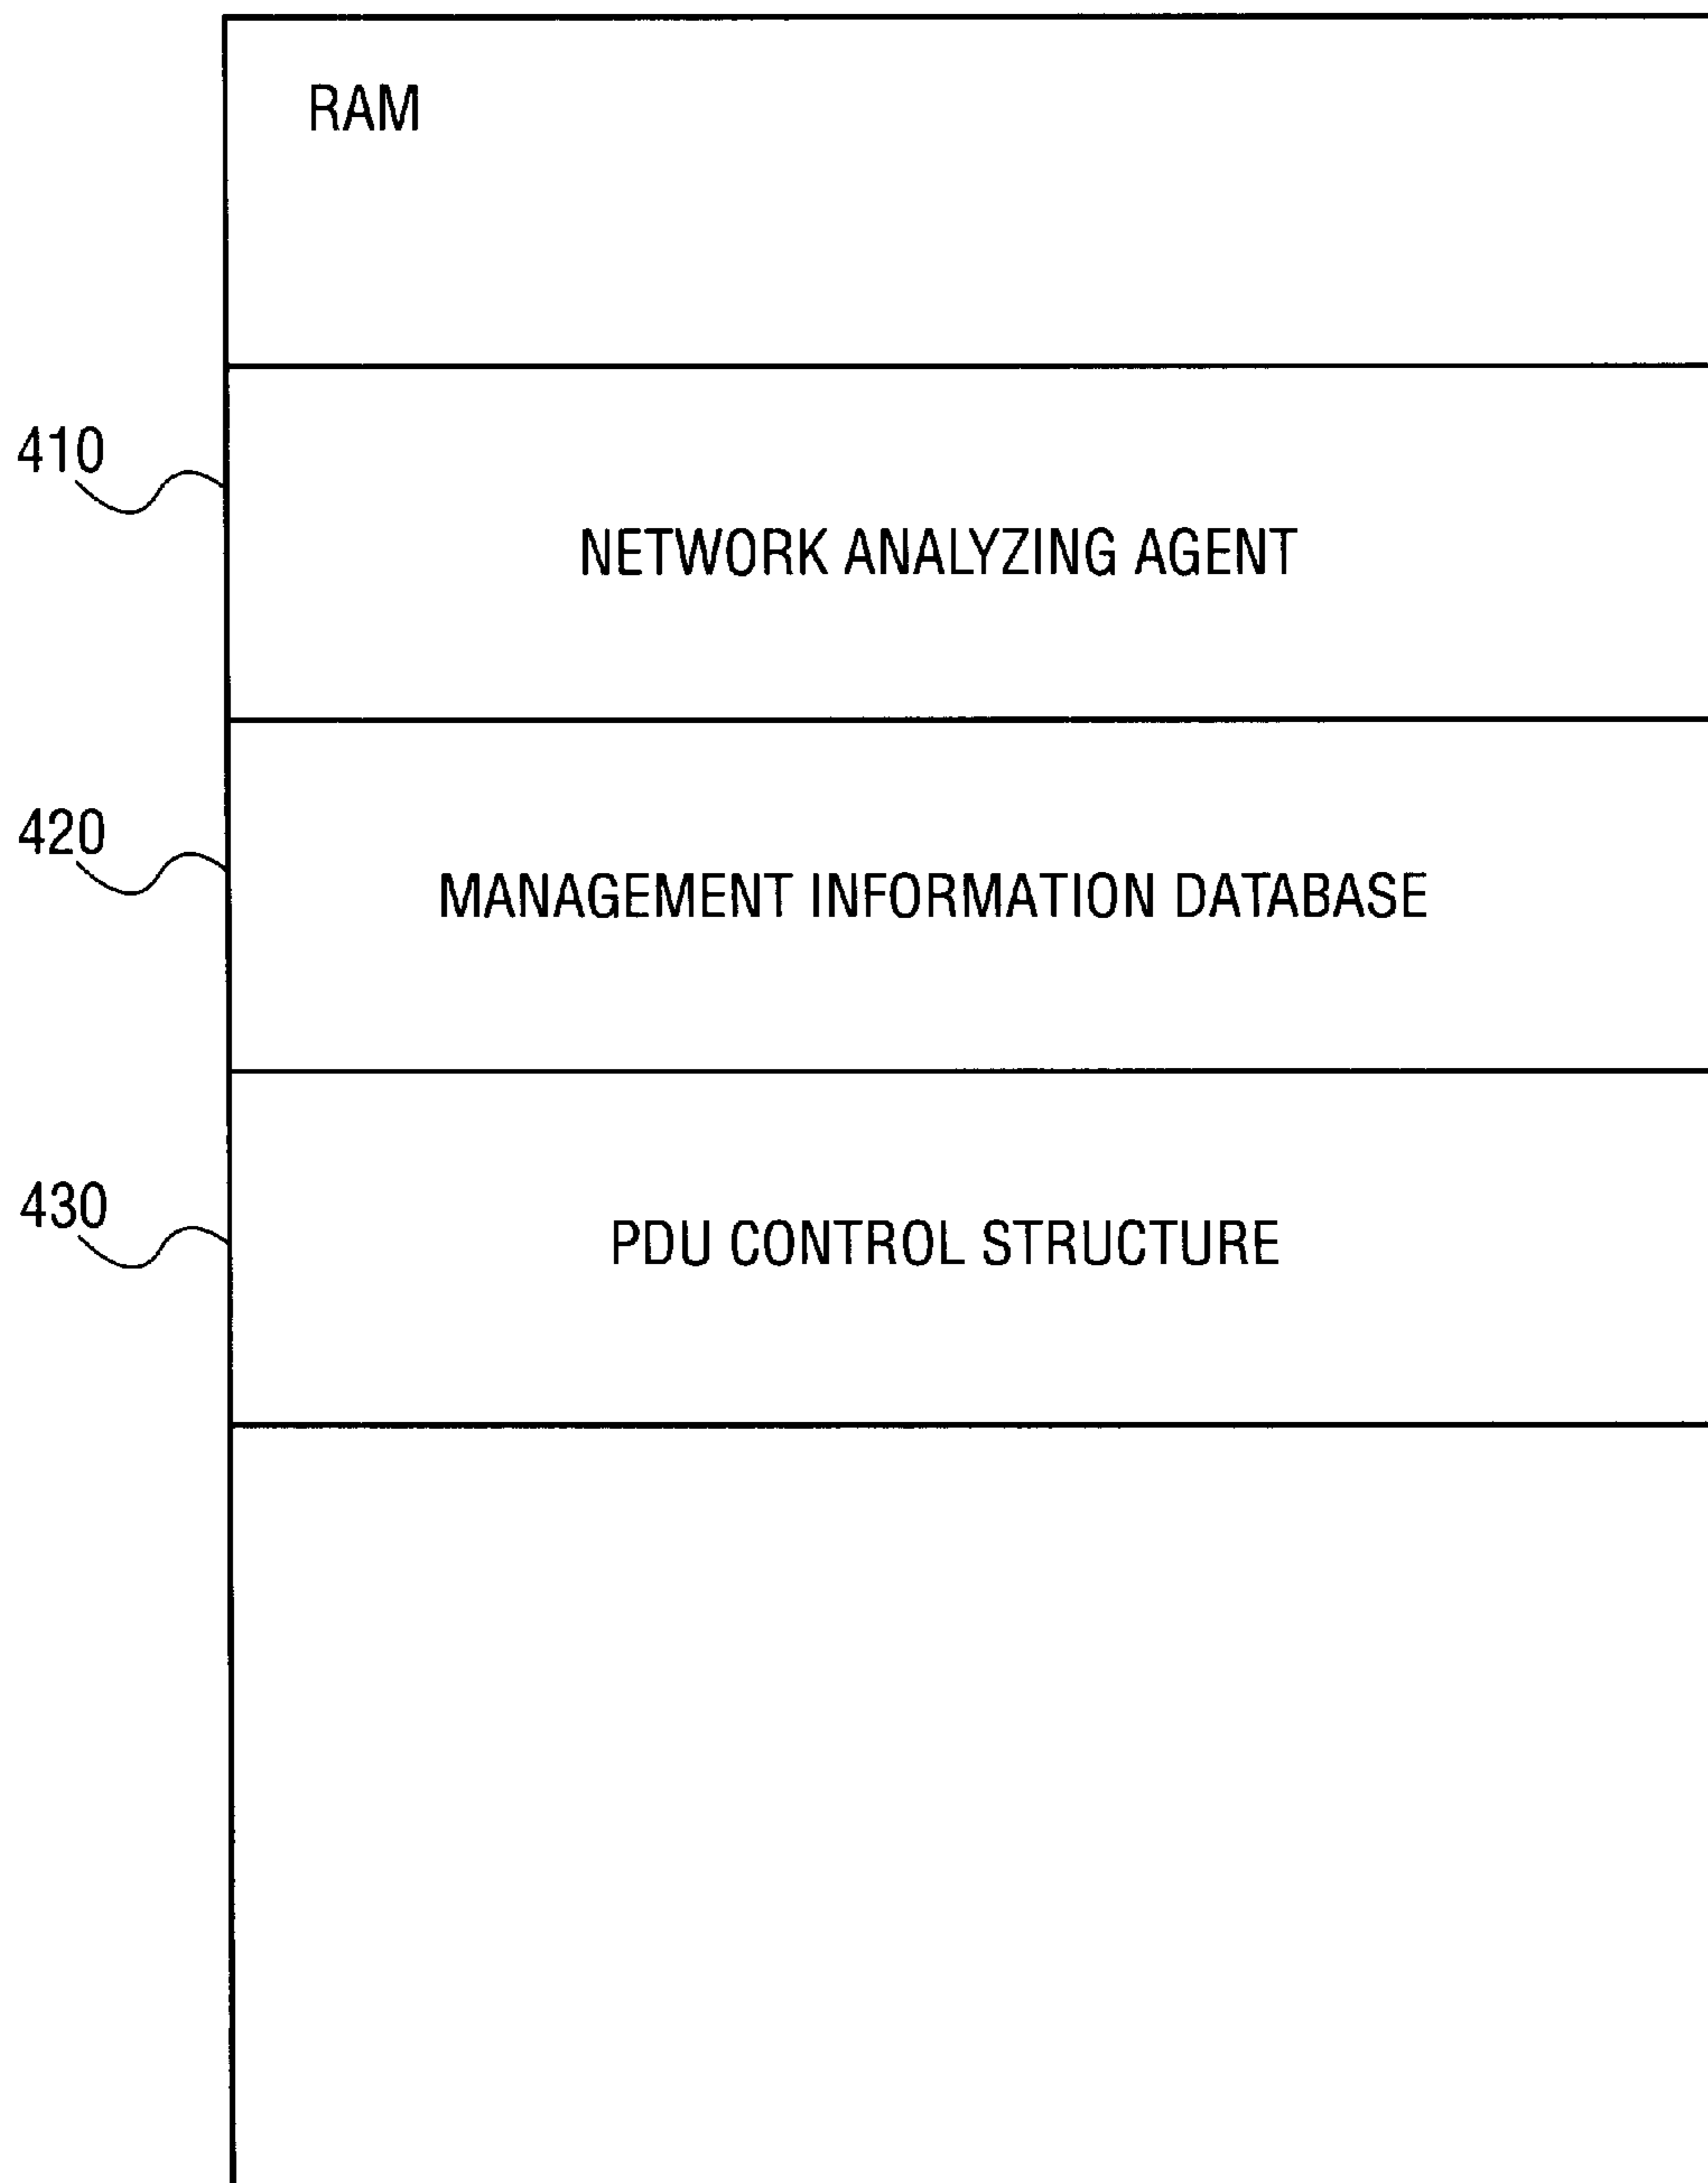 RAM
410
NETWORK ANALYZING AGENT
420
MANAGEMENT INFORMATION DATABASE
430
PDU CONTROL STRUCTURE